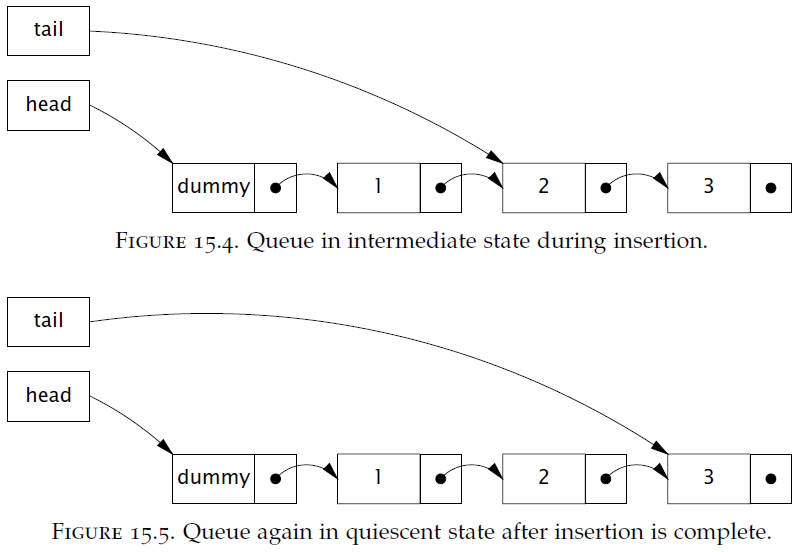 tail
head
dummy 1 2 3
Figure 15.4. Queue in intermediate state during insertion.
tail
head
dummy 1 2 3
Figure 15.5. Queue again in quiescent state after insertion is complete.